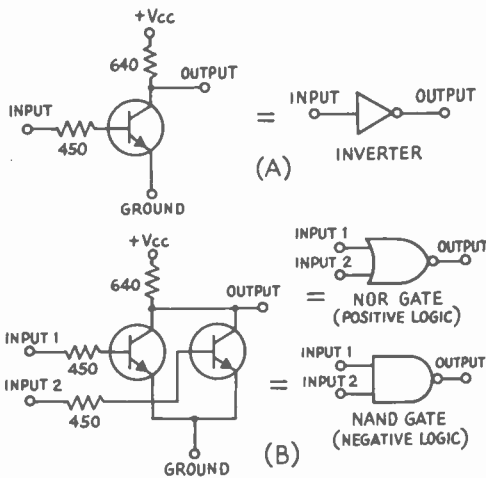 +Vcc
640
OUTPUT
INPUT
450
GROUND
=
INPUT OUTPUT
INVERTER
(A)
+Vcc
640
OUTPUT
INPUT 1
450
INPUT 2
450
GROUND
(B)
=
INPUT 1
INPUT 2
OUTPUT
NOR GATE
(POSITIVE LOGIC)
=
INPUT 1
INPUT 2
OUTPUT
NAND GATE
(NEGATIVE LOGIC)